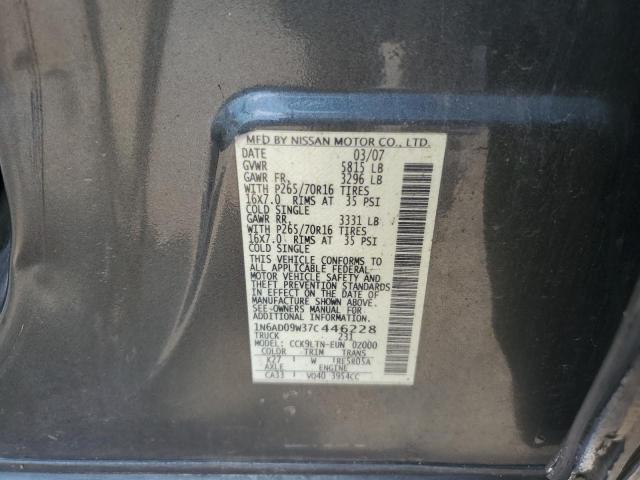 MFD BY NISSAN MOTOR CO., LTD.
DATE 03/07
GVWR 5815 LB
GAWR FR. 3296 LB
WITH P265/70R16 TIRES
16X7.0 RIMS AT 35 PSI
COLD SINGLE
GAWR RR. 3331 LB
WITH P265/70R16 TIRES
16X7.0 RIMS AT 35 PSI
COLD SINGLE
THIS VEHICLE CONFORMS TO
ALL APPLICABLE FEDERAL
MOTOR VEHICLE SAFETY AND
THEFT PREVENTION STANDARDS
IN EFFECT ON THE DATE OF
MANUFACTURE SHOWN ABOVE.
SEE-OWNERS MANUAL FOR
ADDITIONAL INFORMATION.
1N6AD09W37C446228
TRUCK 231
MODEL: CCK9LTN-EUN D2000
COLOR TRIM TRANS
K27 W RE5R05A
AXLE ENGINE
CA33 VQ40 3954CC